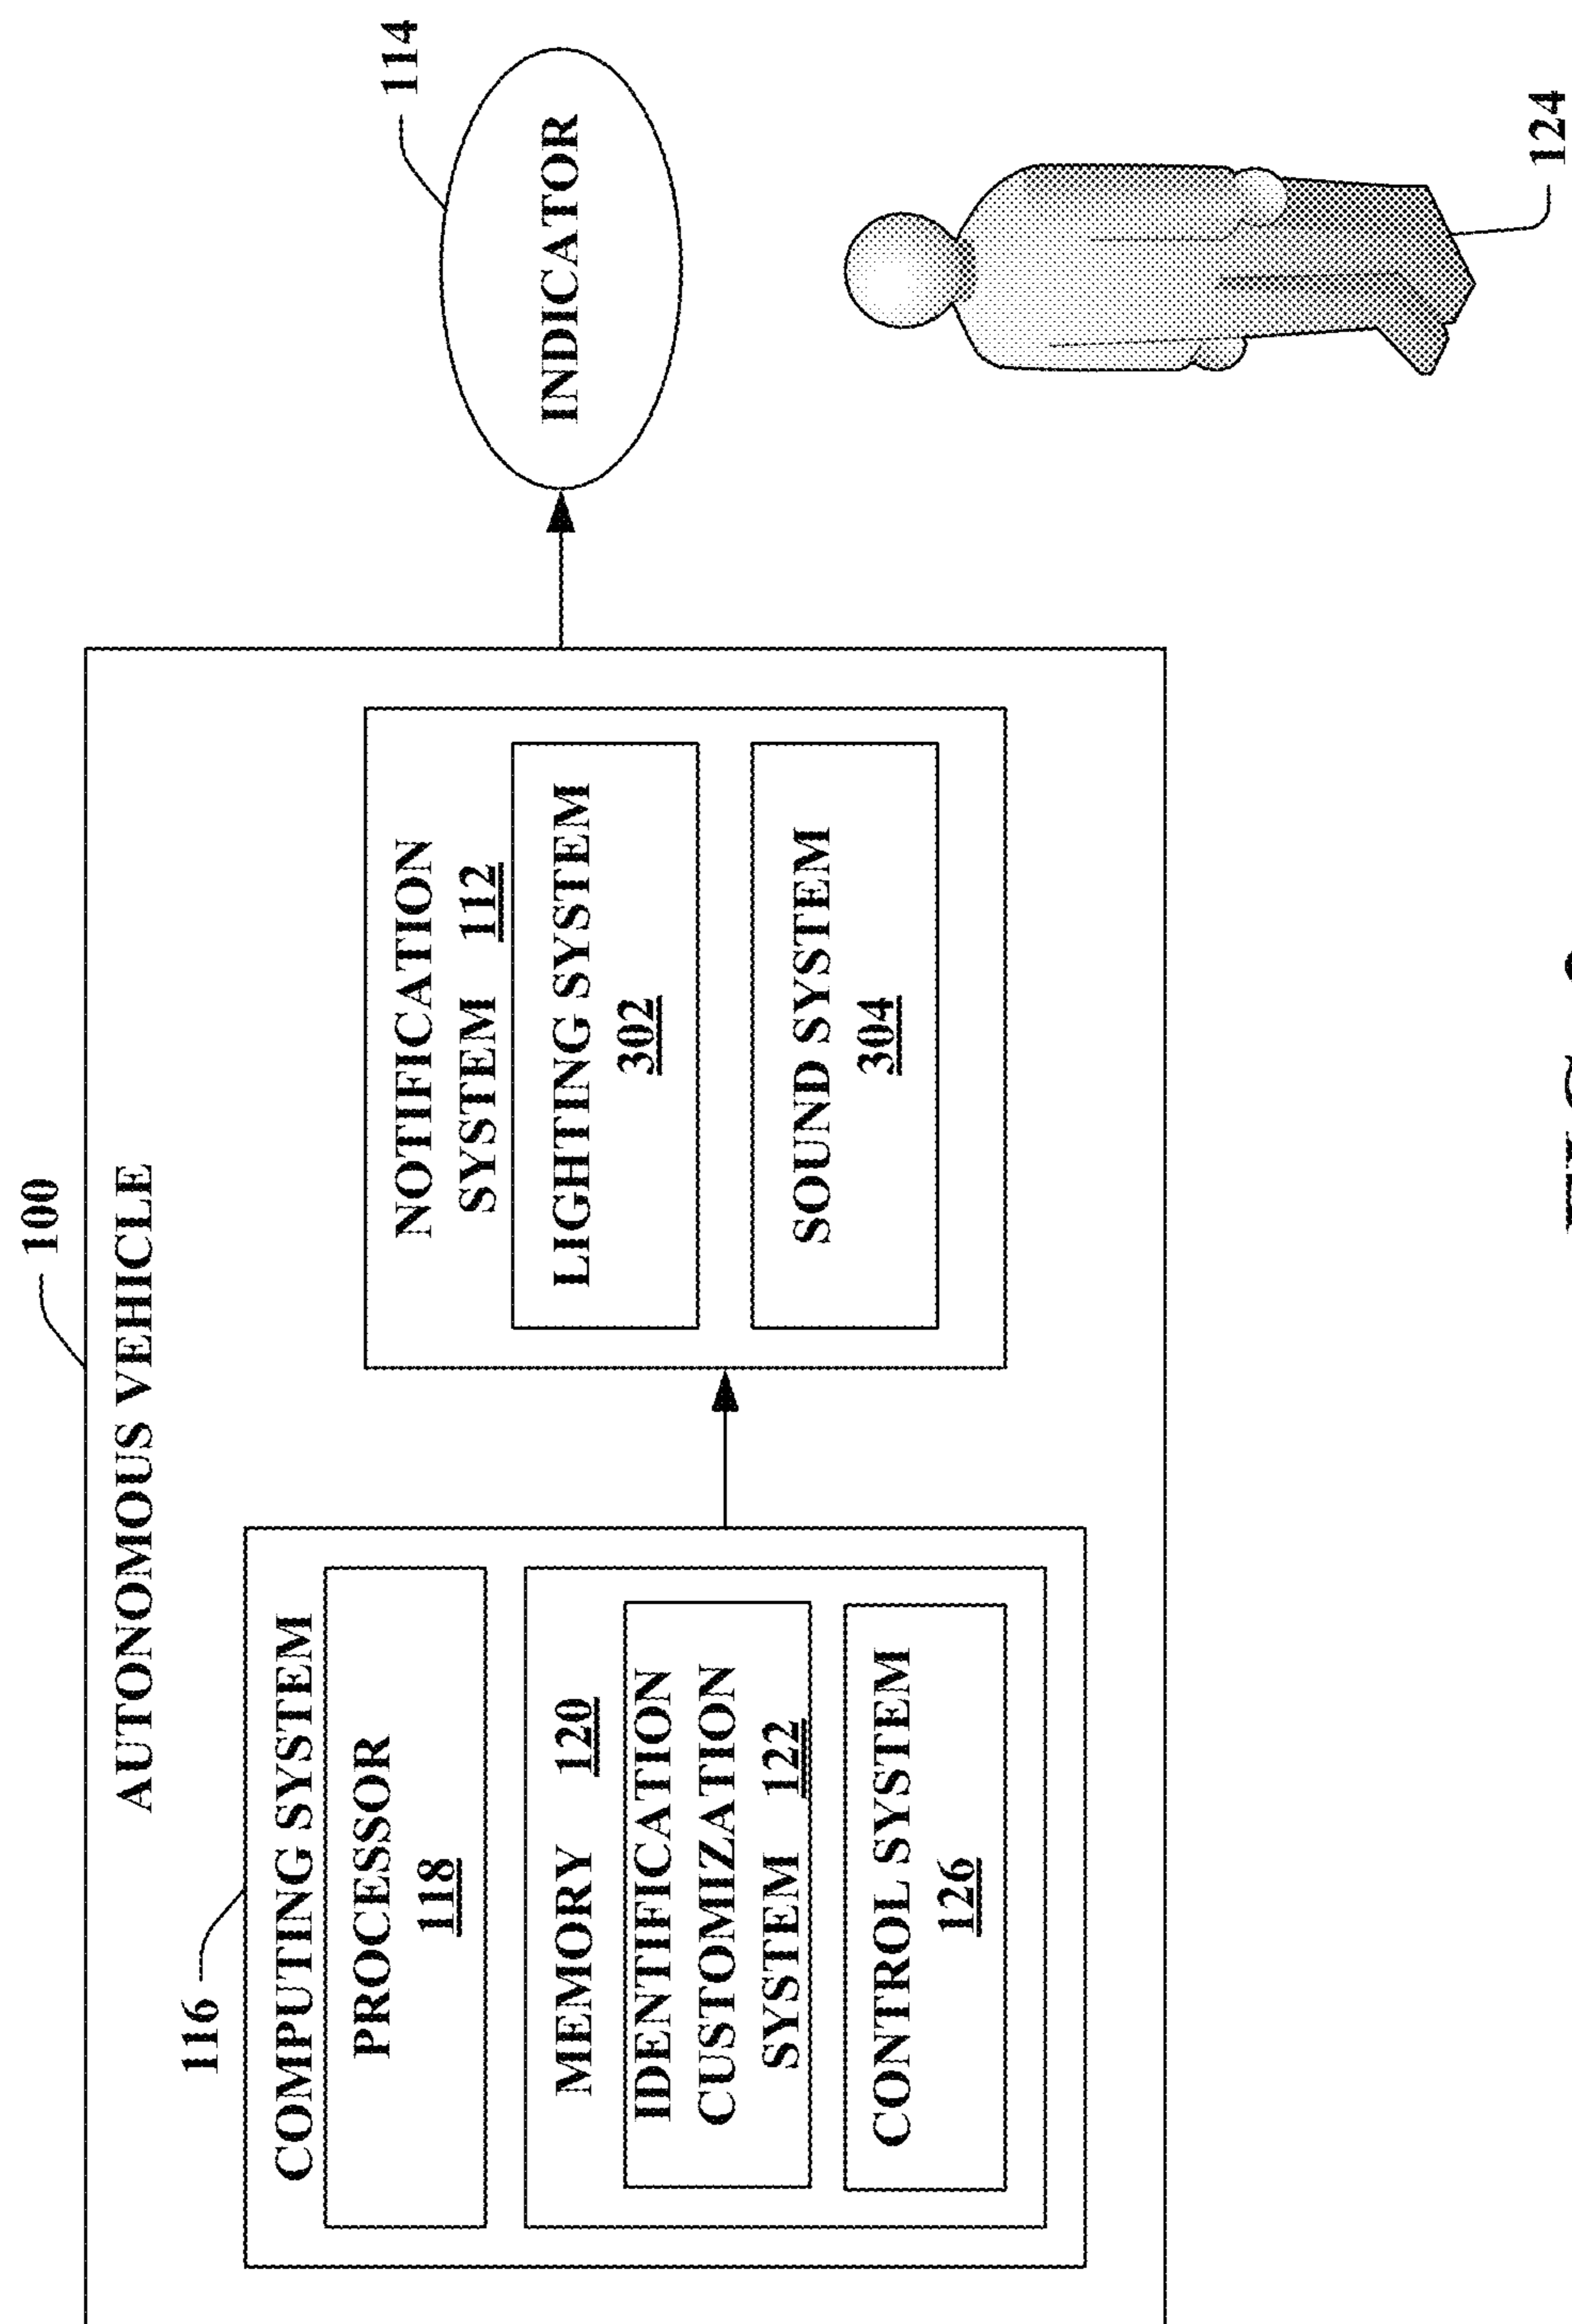 100
AUTONOMOUS VEHICLE
116
COMPUTING SYSTEM
PROCESSOR
118
MEMORY 120
IDENTIFICATION
CUSTOMIZATION
SYSTEM 122
CONTROL SYSTEM
126
NOTIFICATION
SYSTEM 112
LIGHTING SYSTEM
302
SOUND SYSTEM
304
114
INDICATOR
124